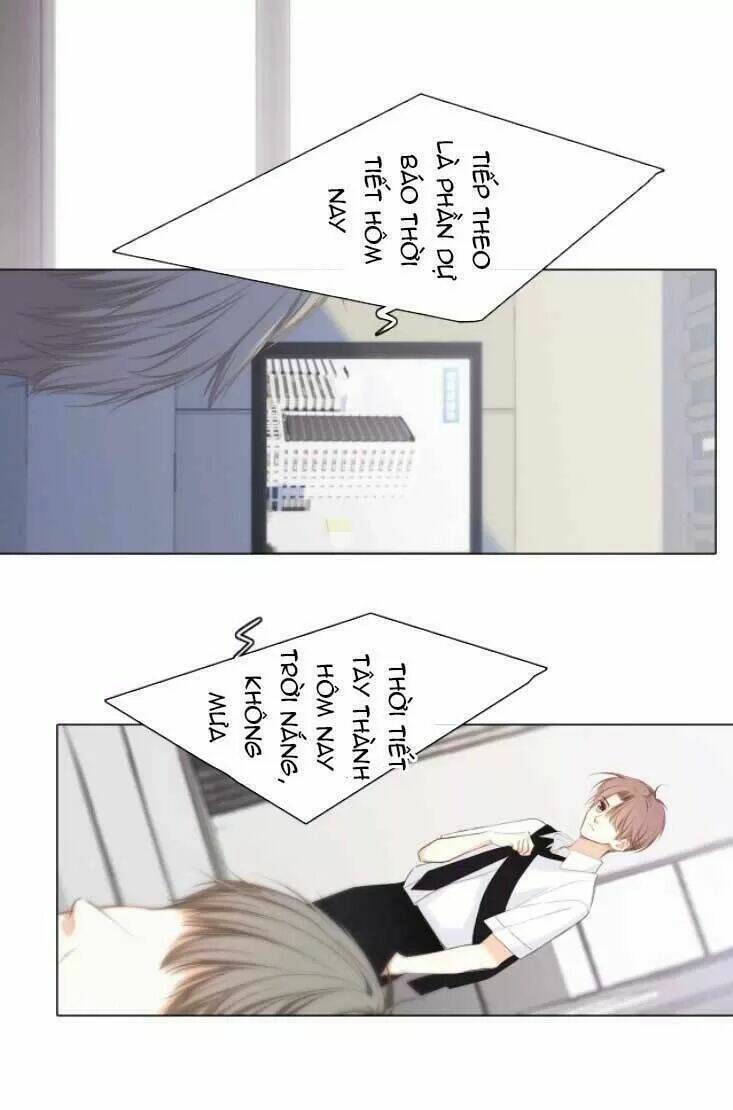 TIẾP THEO
LÀ PHẦN DỰ
BÁO THỜI
TIẾT HÔM
NAY
THỜI TIẾT
TÂY THÀNH
HÔM NAY
TRỜI NẮNG,
KHÔNG
MƯA